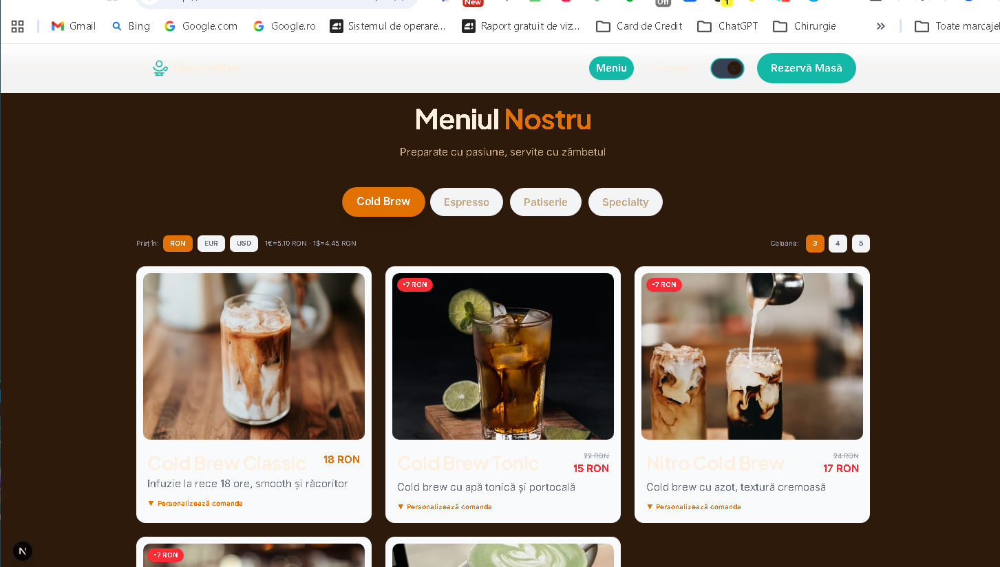 New
Off
1
Gmail
Bing
Google.com
Google.ro
Sistemul de operare...
Raport gratuit de viz...
Card de Credit
ChatGPT
Chirurgie
Toate marcajel
Meniu
Rezervă Masă
Meniul Nostru
Preparate cu pasiune, servite cu zâmbetul
Cold Brew
Espresso
Patiserie
Specialty
Preț în:
RON
EUR
USD
1€=5.10 RON · 1$=4.45 RON
Coloane:
3
4
5
-7 RON
-7 RON
Cold Brew Classic
18 RON
Infuzie la rece 18 ore, smooth și răcoritor
▼ Personalizează comanda
Cold Brew Tonic
22 RON
15 RON
Cold brew cu apă tonică și portocală
▼ Personalizează comanda
Nitro Cold Brew
24 RON
17 RON
Cold brew cu azot, textură cremoasă
▼ Personalizează comanda
-7 RON
N